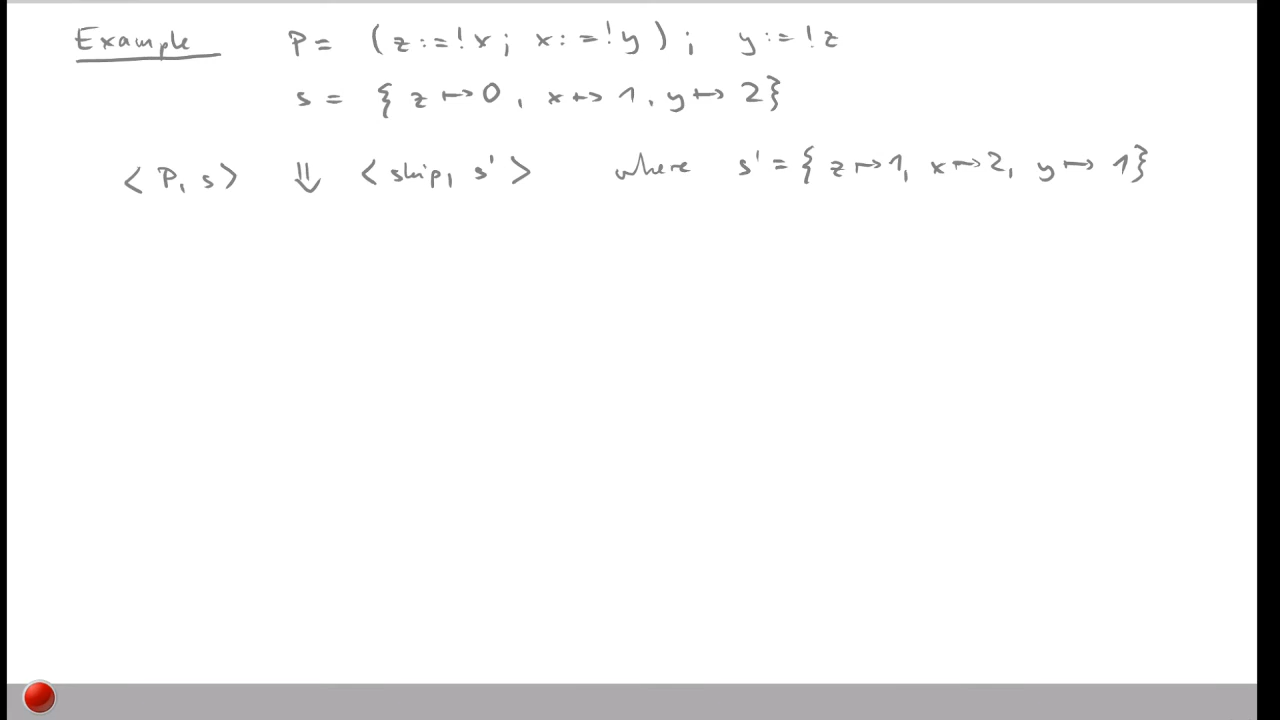 Example P = (z:=!x; x:=!y); y:=!z
s = {z ↦ 0, x ↦ 1, y ↦ 2}
<P, s> ⇓ <skip, s'> where s' = {z ↦ 1, x ↦ 2, y ↦ 1}